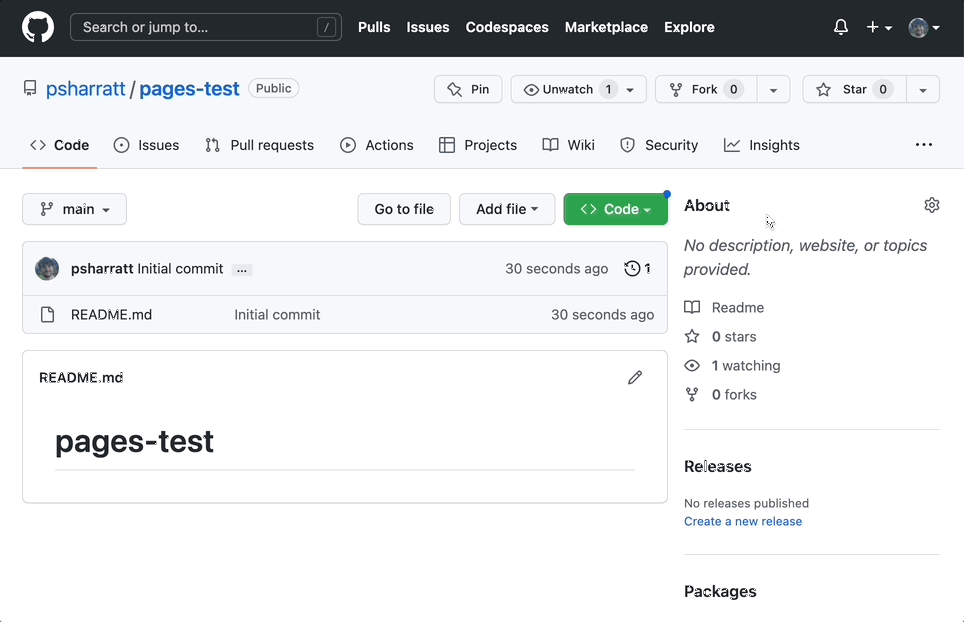 Search or jump to... /
Pulls Issues Codespaces Marketplace Explore
psharratt / pages-test Public
Pin
Unwatch 1
Fork 0
Star 0
Code Issues Pull requests Actions Projects Wiki Security Insights ...
main
Go to file
Add file
<> Code
psharratt Initial commit ... 30 seconds ago 1
README.md Initial commit 30 seconds ago
README.md
pages-test
About
No description, website, or topics
provided.
Readme
0 stars
1 watching
0 forks
Releases
No releases published
Create a new release
Packages